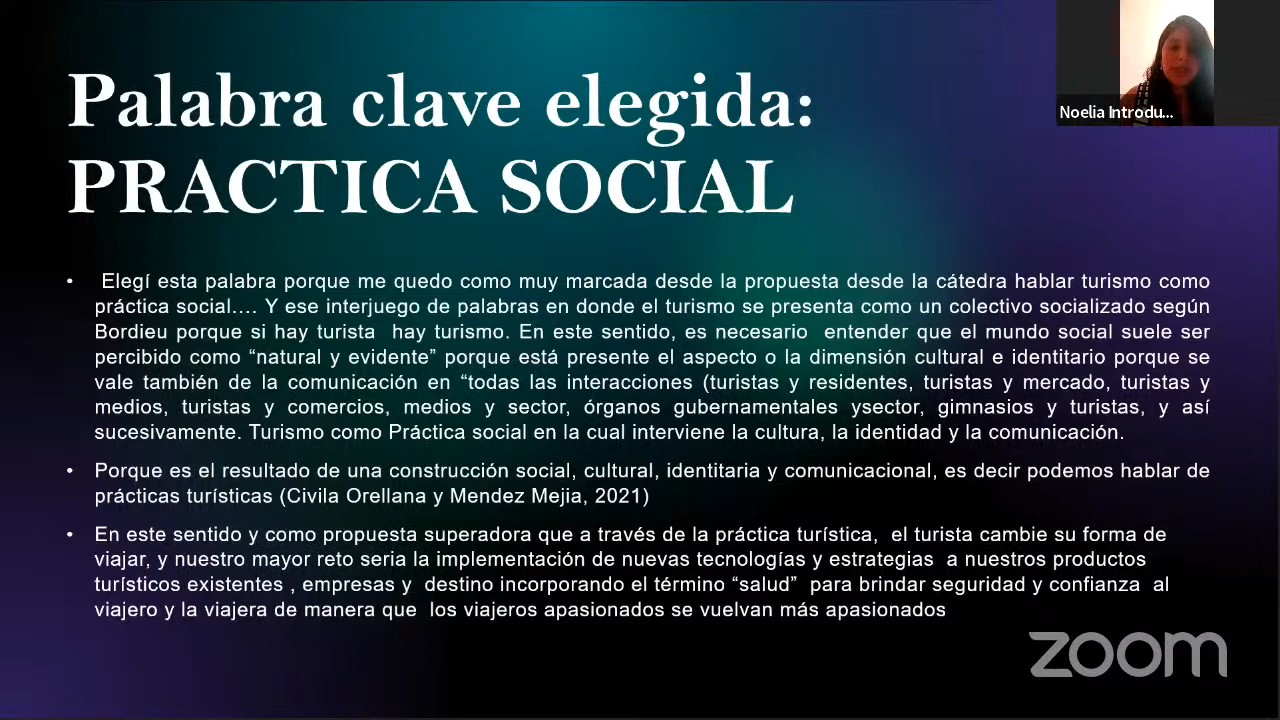 Palabra clave elegida:
PRACTICA SOCIAL
Noelia Introdu...
• Elegí esta palabra porque me quedo como muy marcada desde la propuesta desde la cátedra hablar turismo como
práctica social.... Y ese interjuego de palabras en donde el turismo se presenta como un colectivo socializado según
Bordieu porque si hay turista hay turismo. En este sentido, es necesario entender que el mundo social suele ser
percibido como “natural y evidente” porque está presente el aspecto o la dimensión cultural e identitario porque se
vale también de la comunicación en “todas las interacciones (turistas y residentes, turistas y mercado, turistas y
medios, turistas y comercios, medios y sector, órganos gubernamentales ysector, gimnasios y turistas, y así
sucesivamente. Turismo como Práctica social en la cual interviene la cultura, la identidad y la comunicación.
• Porque es el resultado de una construcción social, cultural, identitaria y comunicacional, es decir podemos hablar de
prácticas turísticas (Civila Orellana y Mendez Mejia, 2021)
• En este sentido y como propuesta superadora que a través de la práctica turística, el turista cambie su forma de
viajar, y nuestro mayor reto seria la implementación de nuevas tecnologías y estrategias a nuestros productos
turísticos existentes , empresas y destino incorporando el término “salud” para brindar seguridad y confianza al
viajero y la viajera de manera que los viajeros apasionados se vuelvan más apasionados
zoom